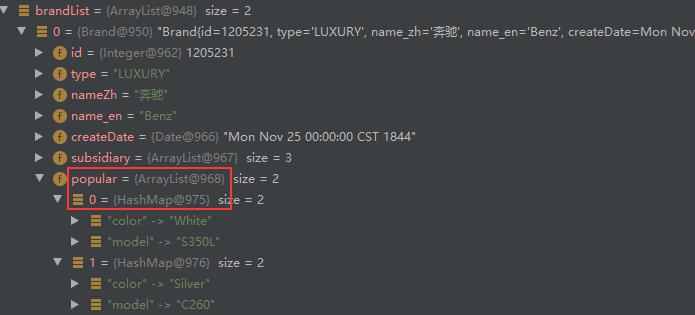 brandList = {ArrayList@948} size = 2
0 = {Brand@950} "Brand{id=1205231, type='LUXURY', name_zh='奔驰', name_en='Benz', createDate=Mon Nov
f id = {Integer@962} 1205231
f type = "LUXURY"
f nameZh = "奔驰"
f name_en = "Benz"
f createDate = {Date@966} "Mon Nov 25 00:00:00 CST 1844"
f subsidiary = {ArrayList@967} size = 3
f popular = {ArrayList@968} size = 2
0 = {HashMap@975} size = 2
"color" -> "White"
"model" -> "S350L"
1 = {HashMap@976} size = 2
"color" -> "Silver"
"model" -> "C260"